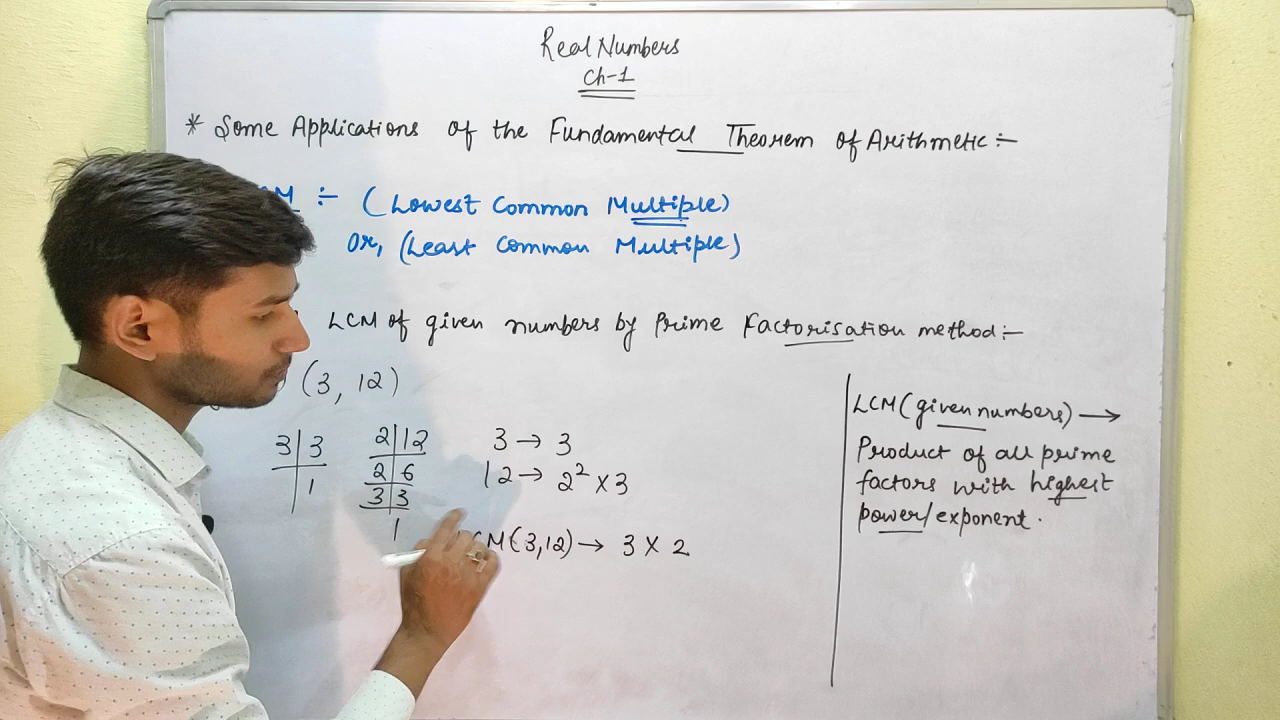 Real Numbers
Ch-1
* Some Applications of the Fundamental Theorem of Arithmetic :-
M :- (Lowest Common Multiple)
Or, (Least Common Multiple)
LCM of given numbers by Prime Factorisation method :-
(3, 12)
3 | 3
1
2 | 12
2 | 6
3 | 3
1
3 → 3
12 → 2² × 3
CM(3,12) → 3 × 2
LCM (given numbers) →
Product of all prime
factors with highest
power/exponent.